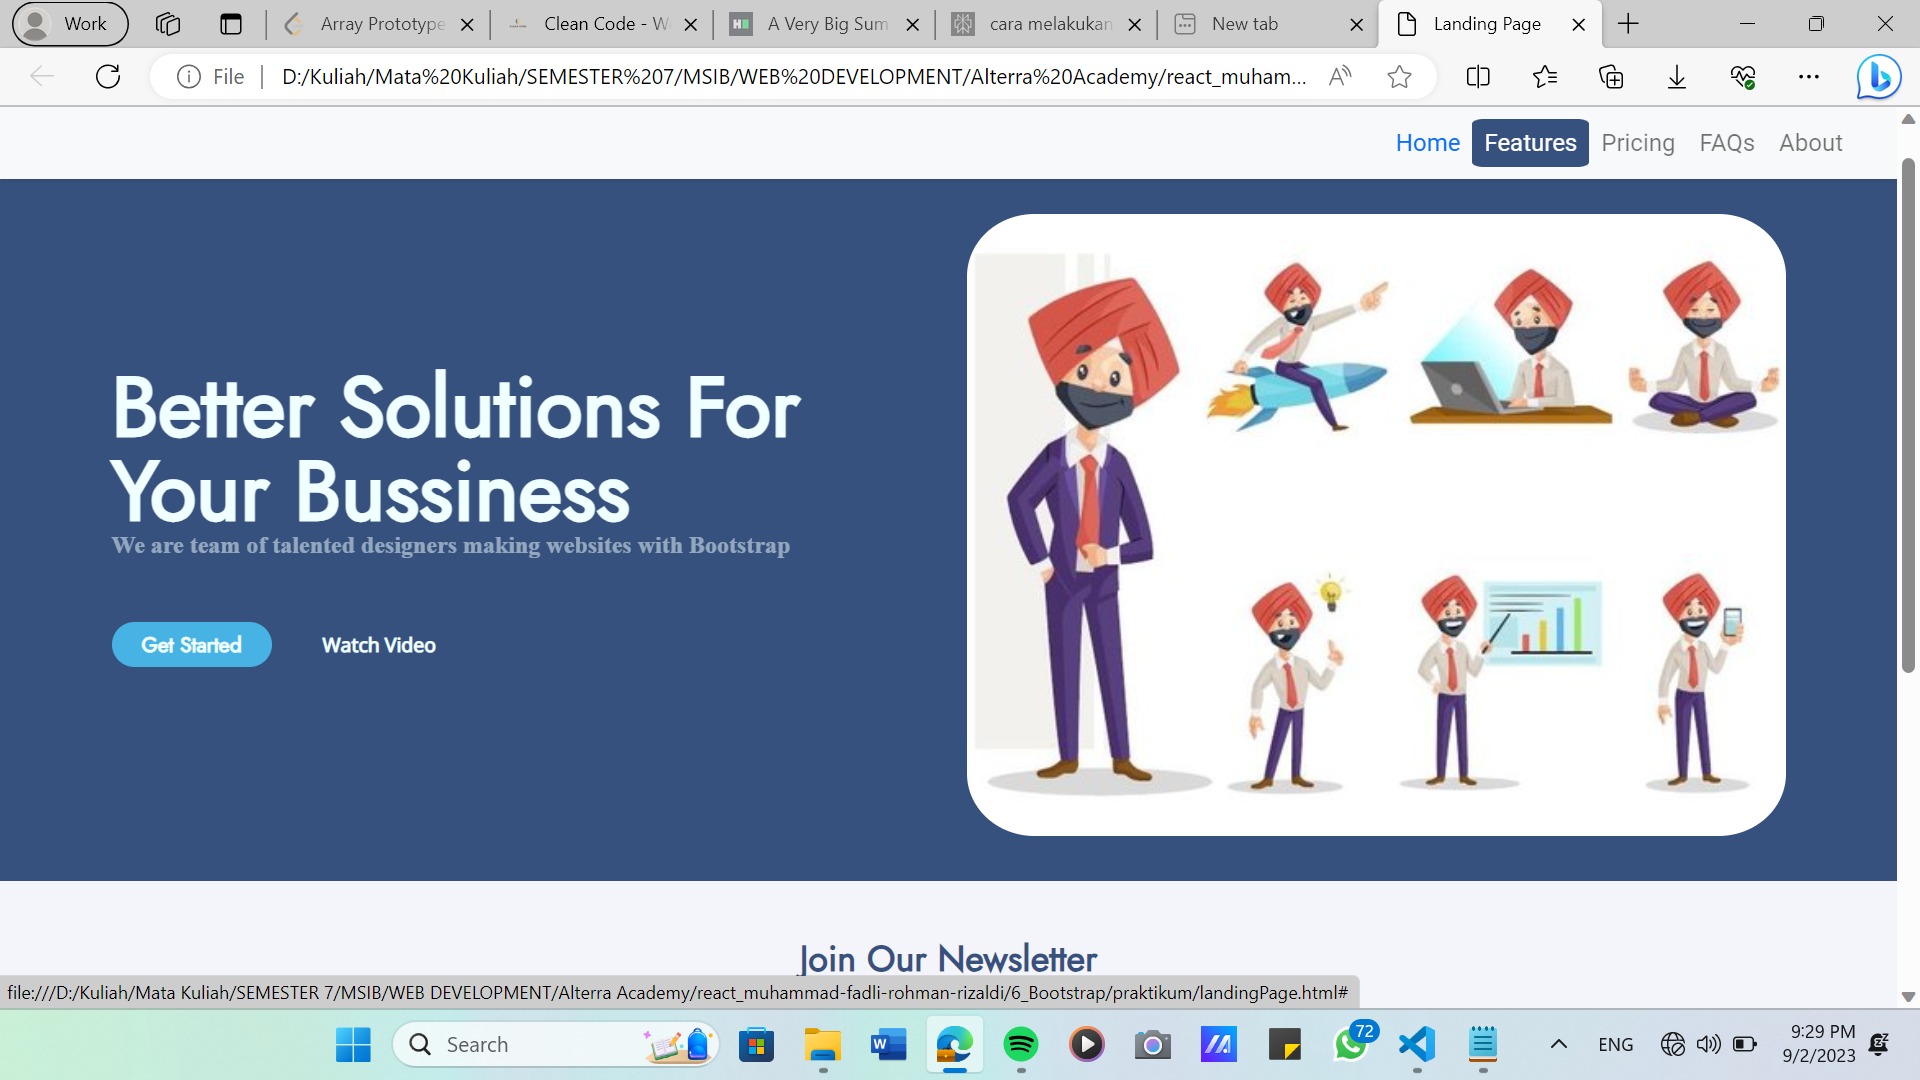 Work
Array Prototype
Clean Code - W
A Very Big Sum
cara melakukan
New tab
Landing Page
File
D:/Kuliah/Mata%20Kuliah/SEMESTER%207/MSIB/WEB%20DEVELOPMENT/Alterra%20Academy/react_muham...
Home Features Pricing FAQs About
Better Solutions For
Your Bussiness
We are team of talented designers making websites with Bootstrap
Get Started
Watch Video
Join Our Newsletter
file:///D:/Kuliah/Mata Kuliah/SEMESTER 7/MSIB/WEB DEVELOPMENT/Alterra Academy/react_muhammad-fadli-rohman-rizaldi/6_Bootstrap/praktikum/landingPage.html#
Search
72
ENG
9:29 PM
9/2/2023